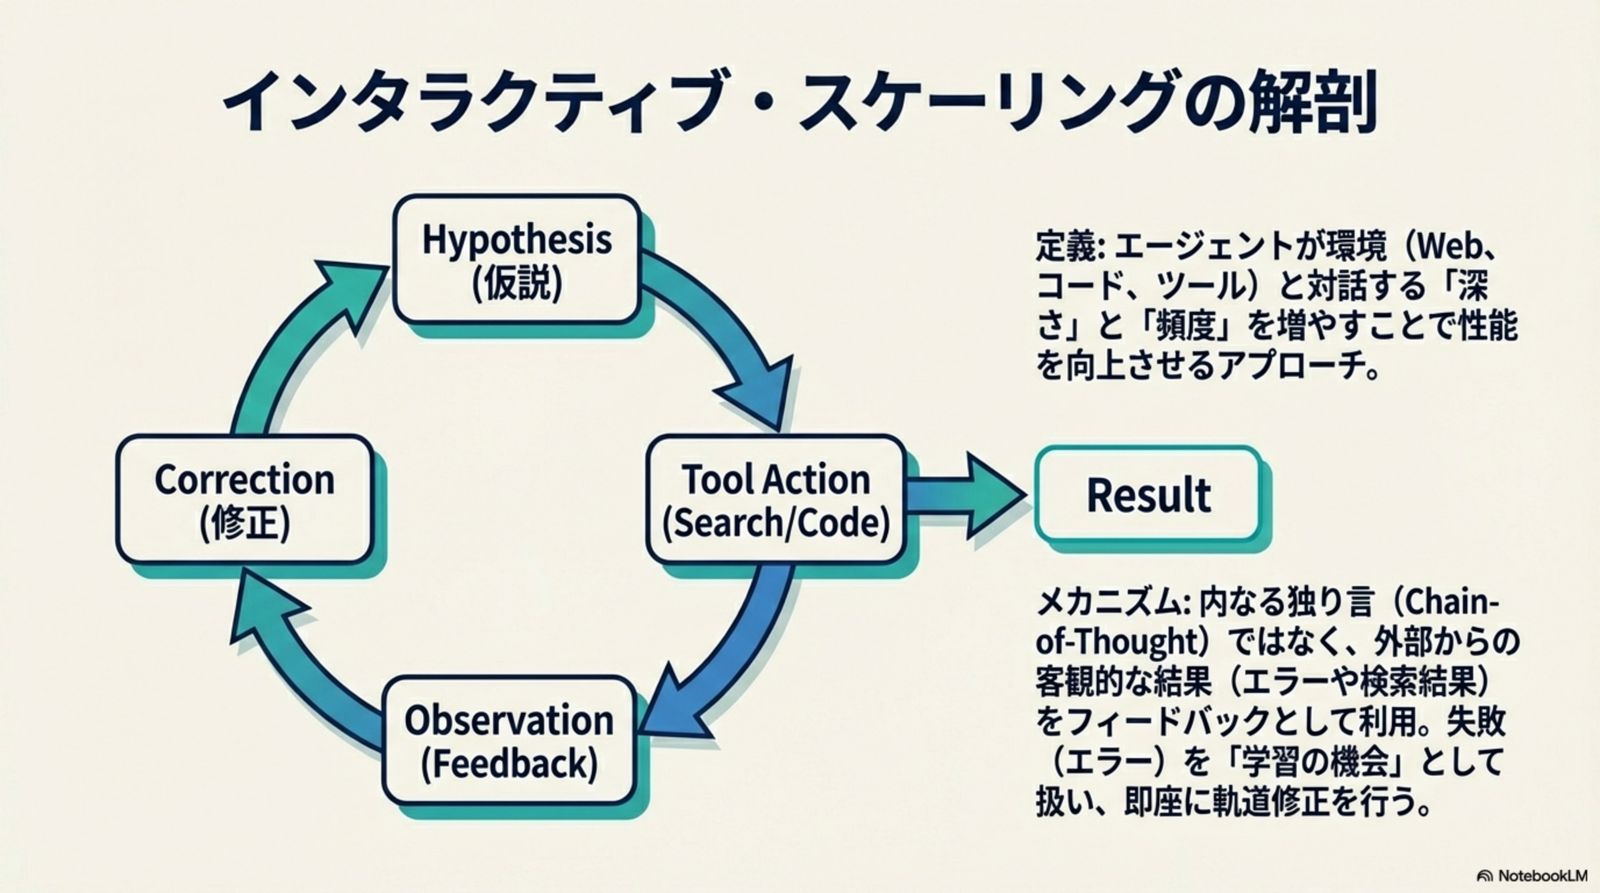 インタラクティブ・スケーリングの解剖
Hypothesis
(仮説)
定義: エージェントが環境（Web、
コード、ツール）と対話する「深
さ」と「頻度」を増やすことで性能
を向上させるアプローチ。
Correction
(修正)
Tool Action
(Search/Code)
Result
Observation
(Feedback)
メカニズム: 内なる独り言（Chain-
of-Thought）ではなく、外部からの
客観的な結果（エラーや検索結果）
をフィードバックとして利用。失敗
（エラー）を「学習の機会」として
扱い、即座に軌道修正を行う。
NotebookLM